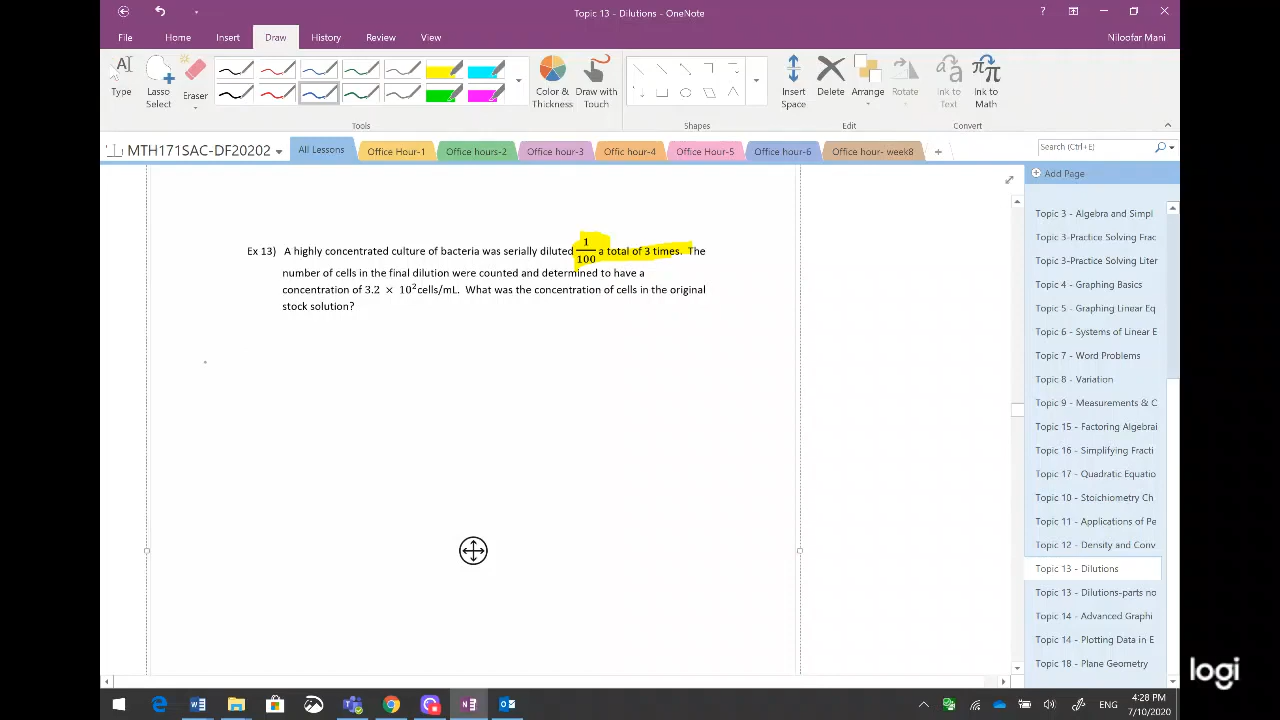 Topic 13 - Dilutions - OneNote
Niloofar Mani
File Home Insert Draw History Review View
Type
Lasso Select
Eraser
Color & Thickness
Draw with Touch
Insert Space
Delete
Arrange
Rotate
Ink to Text
Ink to Math
Tools
Shapes
Edit
Convert
MTH171SAC-DF20202
All Lessons
Office Hour-1
Office hours-2
Office hour-3
Offic hour-4
Office Hour-5
Office hour-6
Office hour- week8
Search (Ctrl + E)
Add Page
Ex 13) A highly concentrated culture of bacteria was serially diluted 1/100 a total of 3 times. The
number of cells in the final dilution were counted and determined to have a
concentration of 3.2 × 10² cells/mL. What was the concentration of cells in the original
stock solution?
Topic 3 - Algebra and Simpl
Topic 3-Practice Solving Frac
Topic 3-Practice Solving Liter
Topic 4 - Graphing Basics
Topic 5 - Graphing Linear Eq
Topic 6 - Systems of Linear E
Topic 7 - Word Problems
Topic 8 - Variation
Topic 9 - Measurements & C
Topic 15 - Factoring Algebrai
Topic 16 - Simplifying Fracti
Topic 17 - Quadratic Equatio
Topic 10 - Stoichiometry Ch
Topic 11 - Applications of Pe
Topic 12 - Density and Conv
Topic 13 - Dilutions
Topic 13 - Dilutions-parts no
Topic 14 - Advanced Graphi
Topic 14 - Plotting Data in E
Topic 18 - Plane Geometry
logi
ENG
4:28 PM
7/10/2020